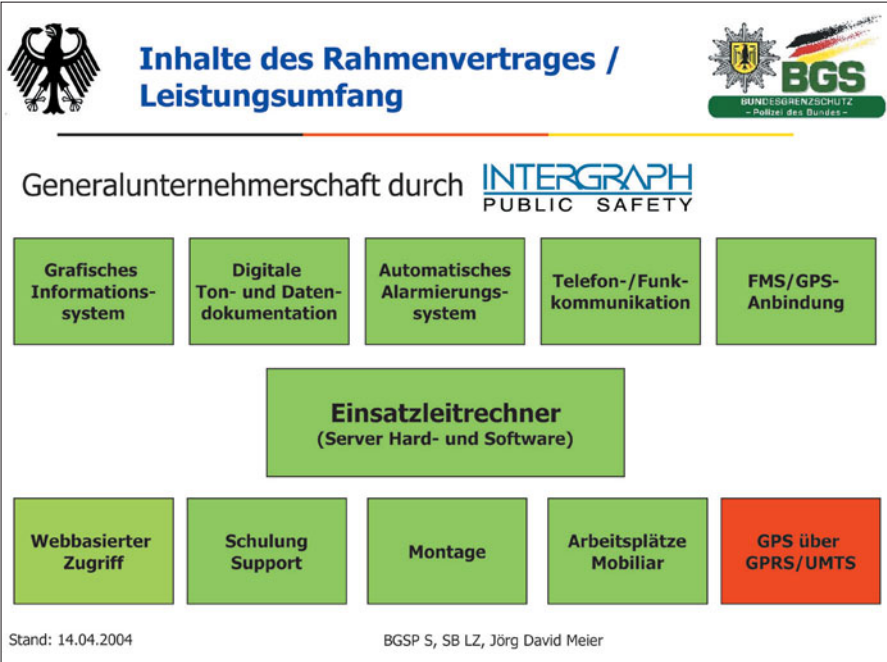 Inhalte des Rahmenvertrages /
Leistungsumfang
BGS
BUNDESGRENZSCHUTZ
- Polizei des Bundes -
Generalunternehmerschaft durch INTERGRAPH
PUBLIC SAFETY
Grafisches
Informations-
system
Digitale
Ton- und Daten-
dokumentation
Automatisches
Alarmierungs-
system
Telefon-/Funk-
kommunikation
FMS/GPS-
Anbindung
Einsatzleitrechner
(Server Hard- und Software)
Webbasierter
Zugriff
Schulung
Support
Montage
Arbeitsplätze
Mobiliar
GPS über
GPRS/UMTS
Stand: 14.04.2004
BGSP S, SB LZ, Jörg David Meier